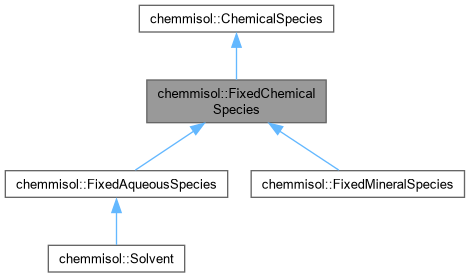 chemmisol::ChemicalSpecies
chemmisol::FixedChemical
Species
chemmisol::FixedAqueousSpecies
chemmisol::FixedMineralSpecies
chemmisol::Solvent